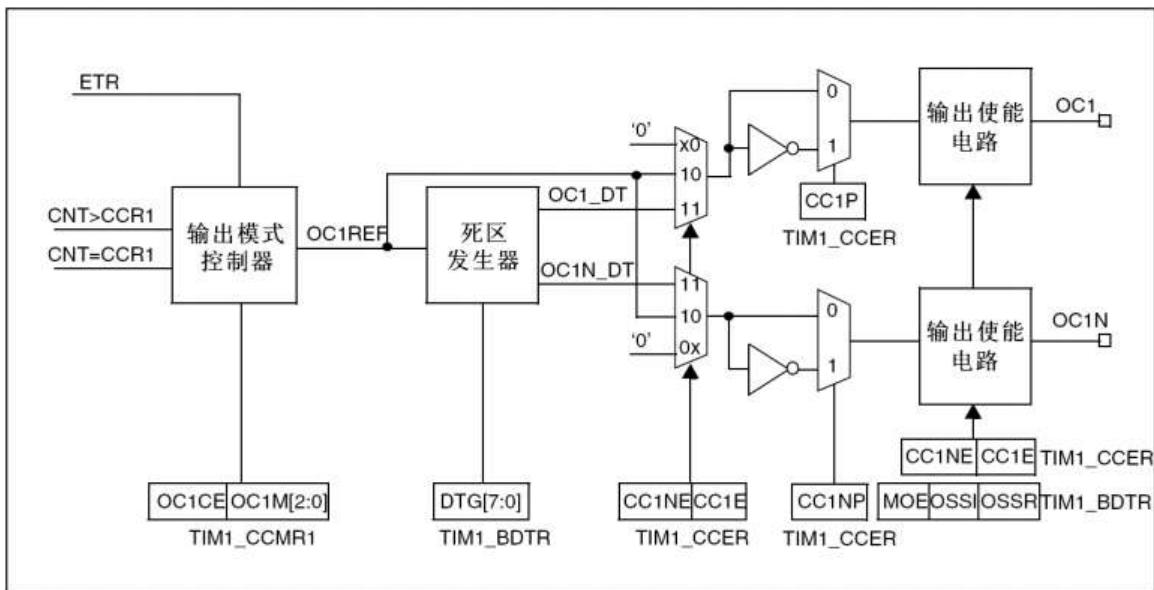 ETR
CNT>CCR1
CNT=CCR1
输出模式
控制器
OC1REF
死区
发生器
OC1_DT
OC1N_DT
‘0’
x0
10
11
11
10
‘0’
0x
0
1
CC1P
TIM1_CCER
0
1
输出使能
电路
OC1
输出使能
电路
OC1N
OC1CE OC1M[2:0]
TIM1_CCMR1
DTG[7:0]
TIM1_BDTR
CC1NE CC1E
TIM1_CCER
CC1NP
TIM1_CCER
CC1NE CC1E TIM1_CCER
MOE OSSI OSSR TIM1_BDTR